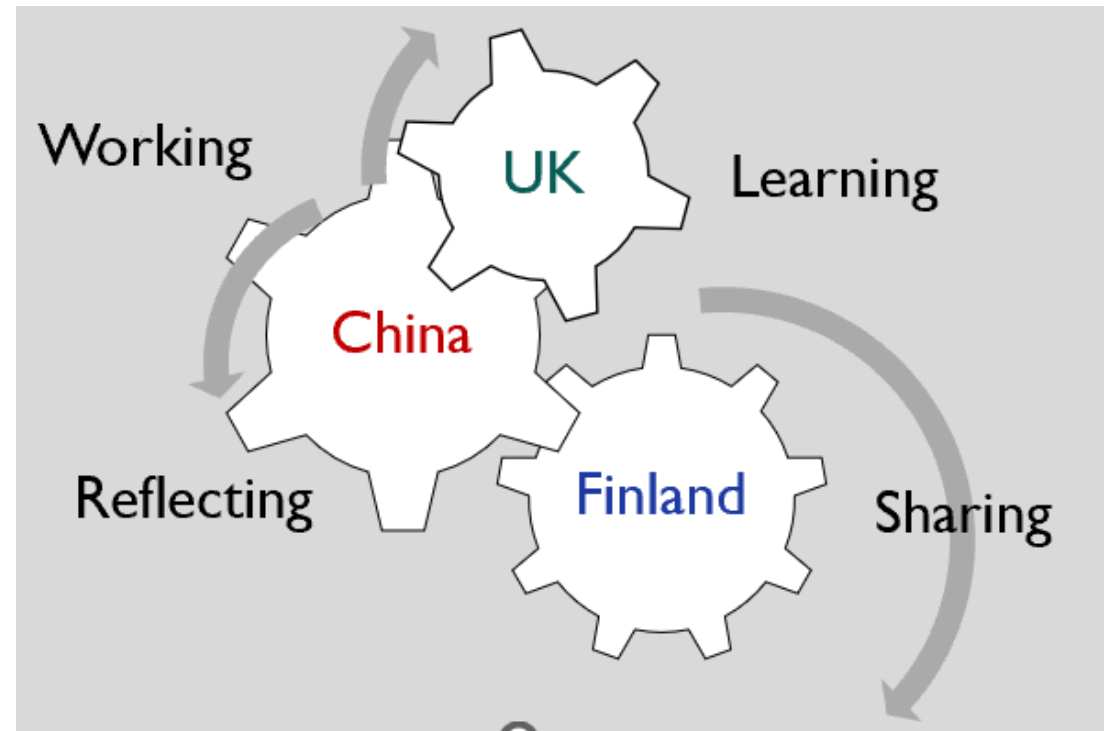 Working
UK
Learning
China
Reflecting
Finland
Sharing